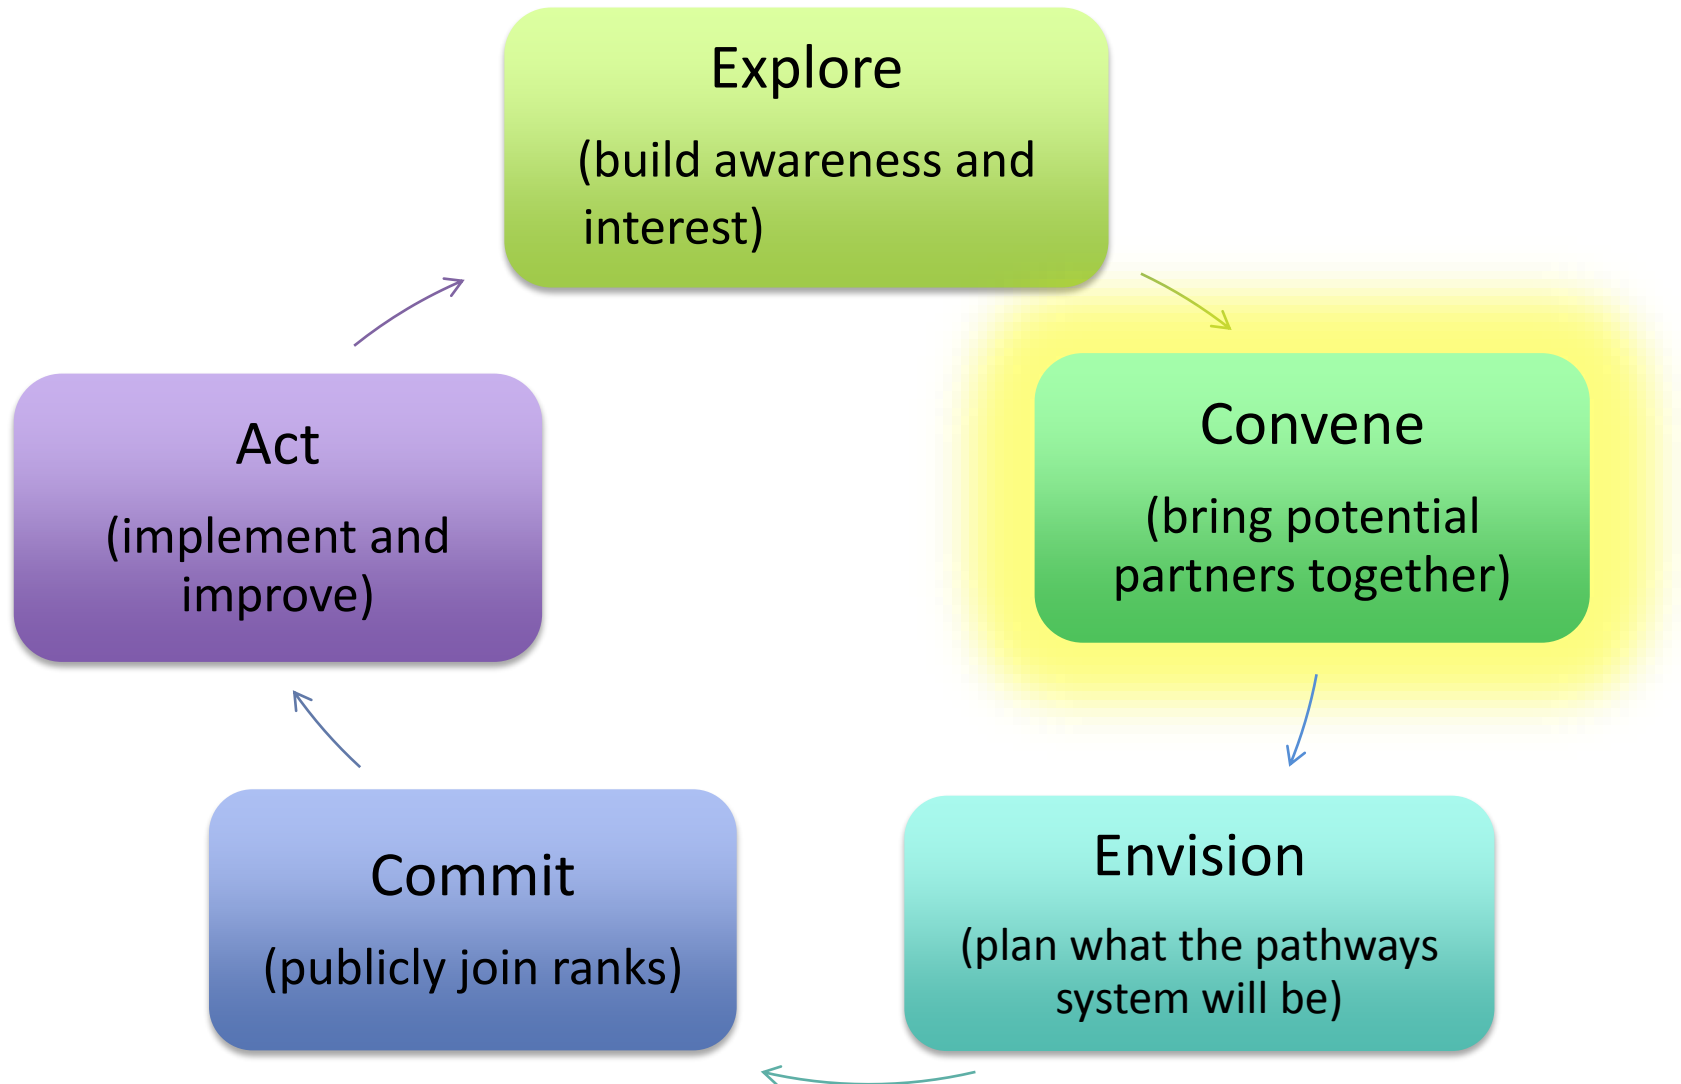 Explore
(build awareness and
interest)
Convene
(bring potential
partners together)
Envision
(plan what the pathways
system will be)
Commit
(publicly join ranks)
Act
(implement and
improve)